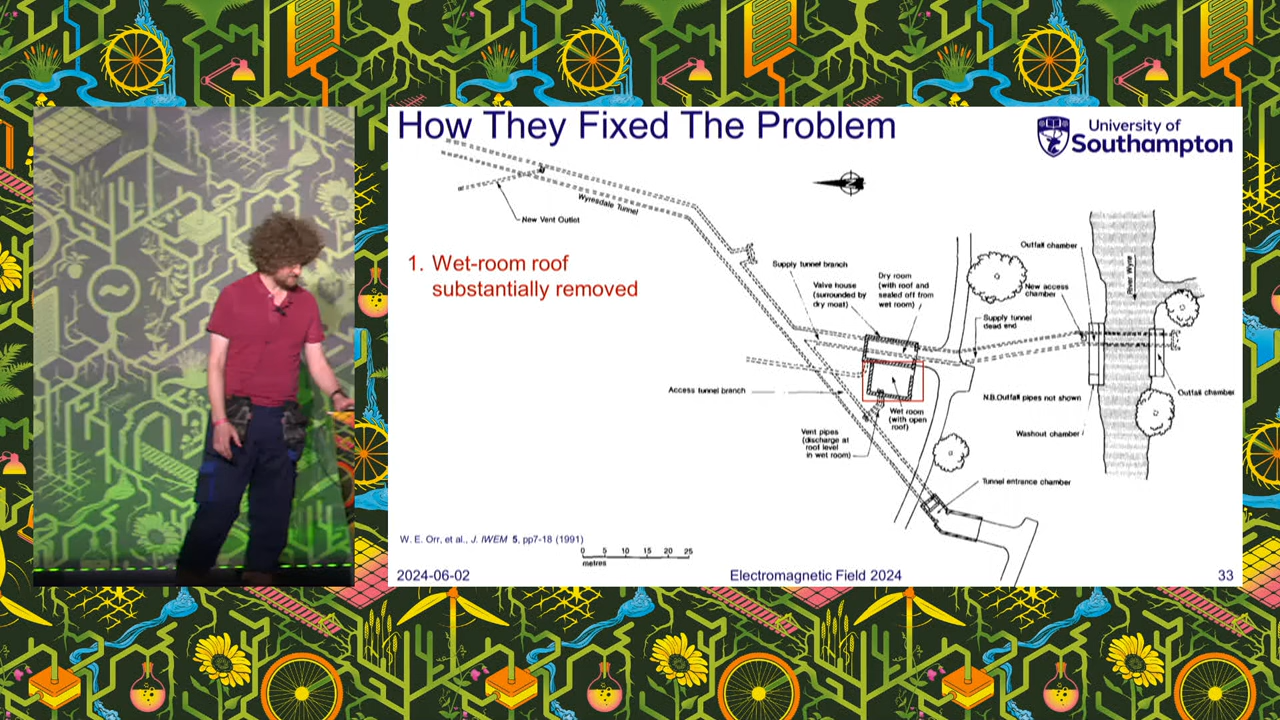 How They Fixed The Problem
University of
Southampton
Wyresdale Tunnel
New Vent Outlet
1. Wet-room roof
substantially removed
Supply tunnel branch
Valve house
(surrounded by
dry moat)
Dry room
(with roof and
sealed off from
wet room)
Outfall chamber
New access
chamber
River Wyre
Supply tunnel
dead end
Access tunnel branch
N.B. Outfall pipes not shown
Outfall chamber
Wet room
(with open
roof)
Washout chamber
Vent pipes
(discharge at
roof level
in wet room)
Tunnel entrance chamber
W. E. Orr, et al., J. IWEM 5, pp7-18 (1991)
0 5 10 15 20 25
metres
2024-06-02
Electromagnetic Field 2024
33